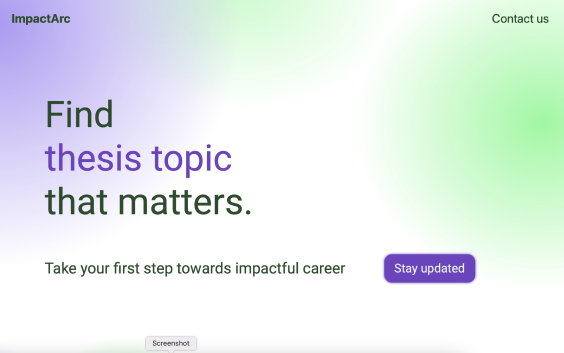 ImpactArc
Contact us
Find
thesis topic
that matters.
Take your first step towards impactful career
Stay updated
Screenshot